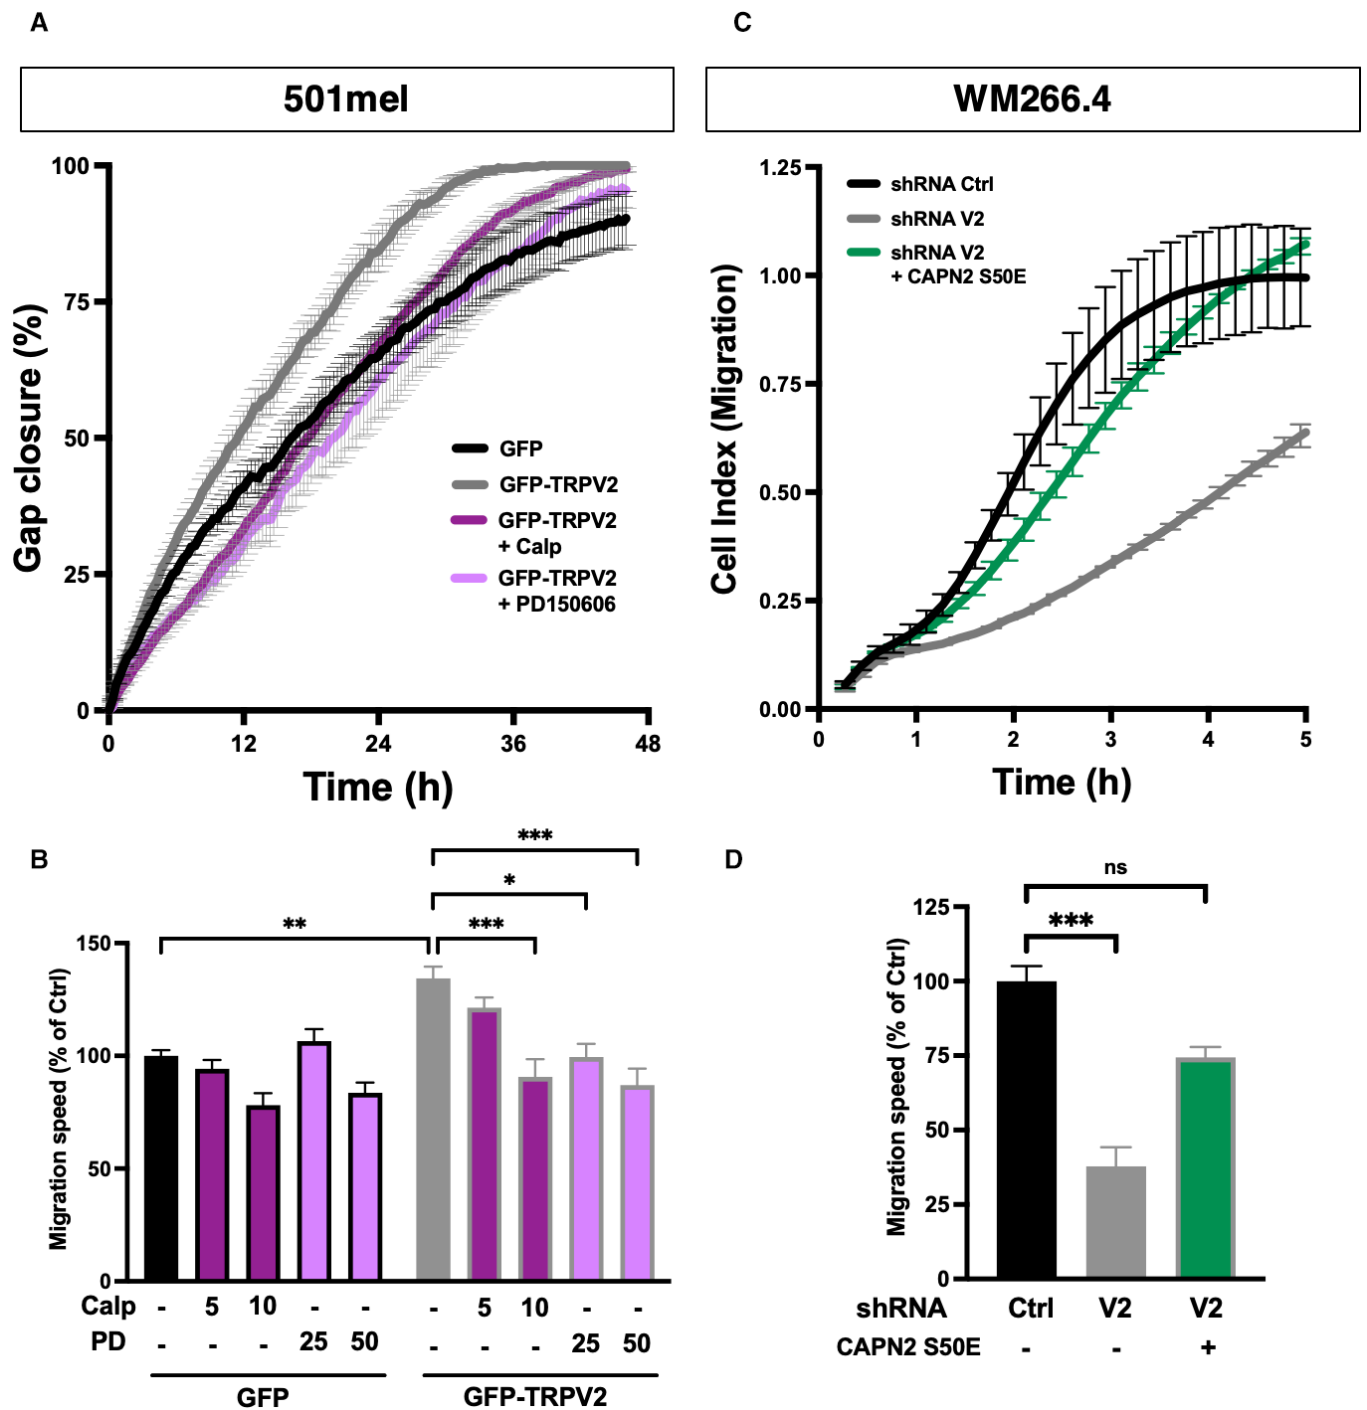 A
501mel
100
75
50
25
0
Gap closure (%)
GFP
GFP-TRPV2
GFP-TRPV2
+ Calp
GFP-TRPV2
+ PD150606
0 12 24 36 48
Time (h)
C
WM266.4
1.25
1.00
0.75
0.50
0.25
0.00
Cell Index (Migration)
shRNA Ctrl
shRNA V2
shRNA V2
+ CAPN2 S50E
0 1 2 3 4 5
Time (h)
B
***
*
** ***
150
100
50
0
Migration speed (% of Ctrl)
Calp - 5 10 - - - 5 10 - -
PD - - - 25 50 - - - 25 50
GFP GFP-TRPV2
D
ns
***
125
100
75
50
25
0
Migration speed (% of Ctrl)
shRNA Ctrl V2 V2
CAPN2 S50E - - +